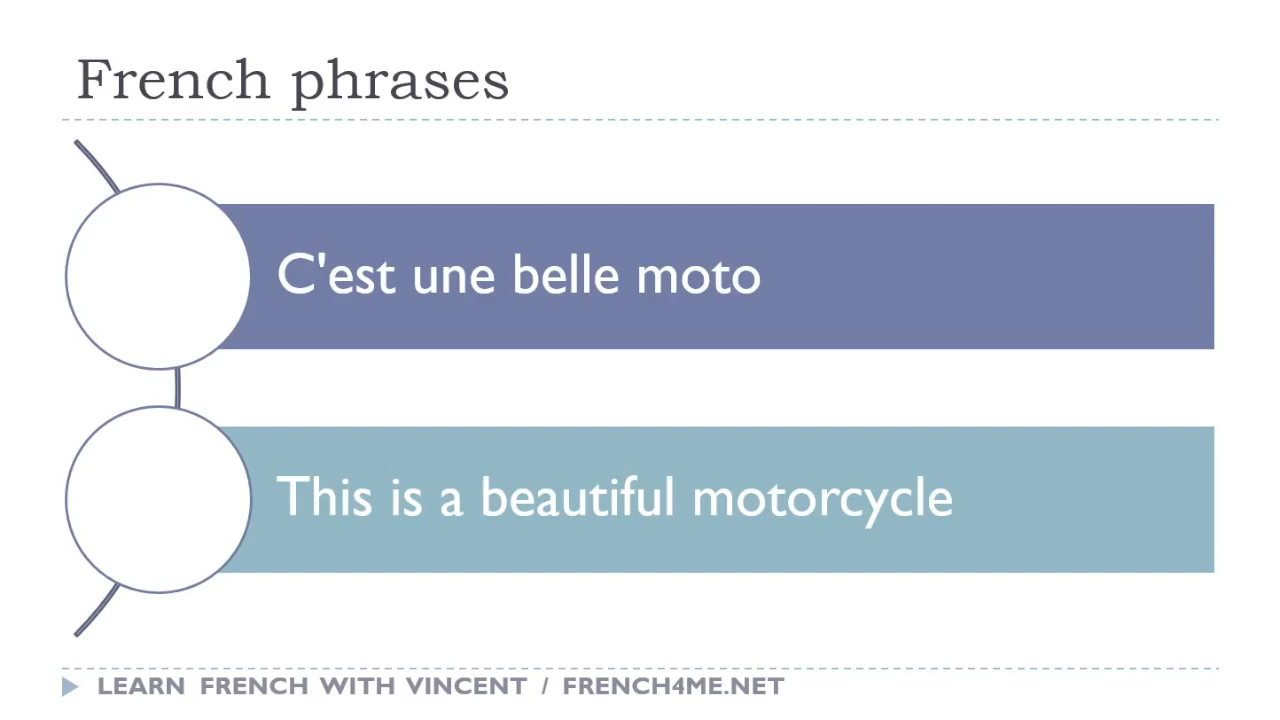 French phrases
C'est une belle moto
This is a beautiful motorcycle
LEARN FRENCH WITH VINCENT / FRENCH4ME.NET